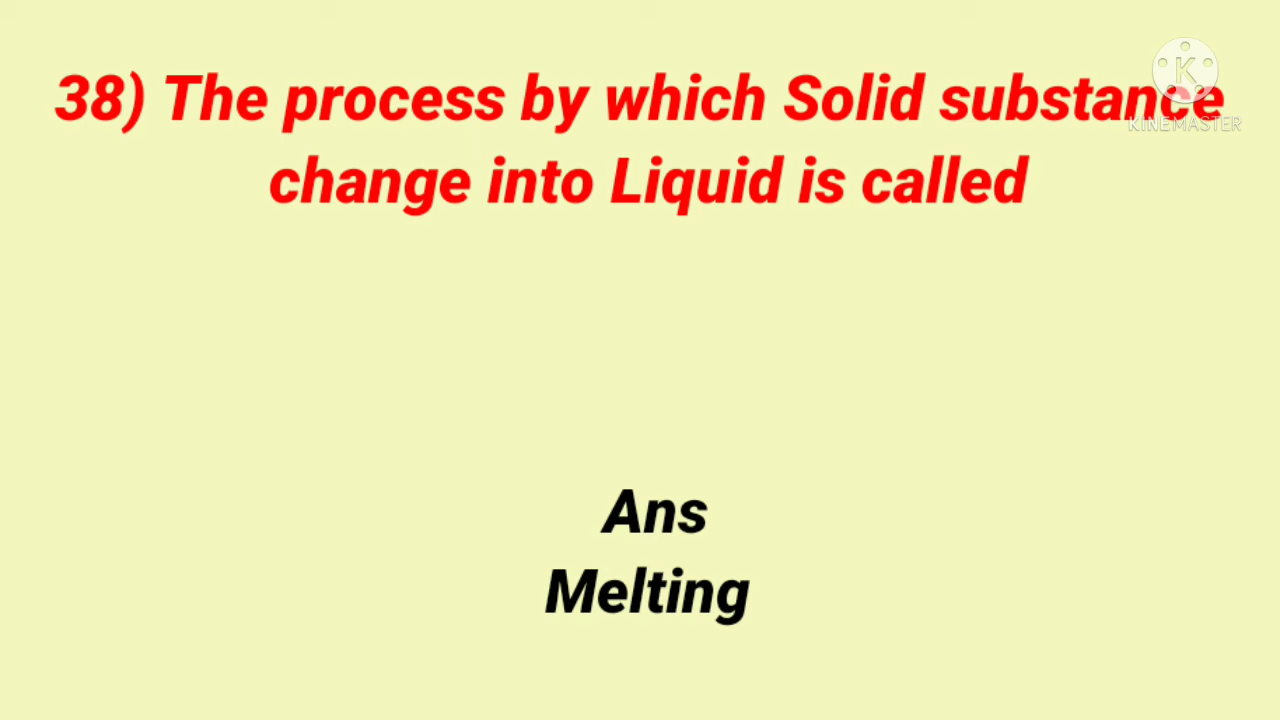 38) The process by which Solid substance
change into Liquid is called
KINEMASTER
Ans
Melting